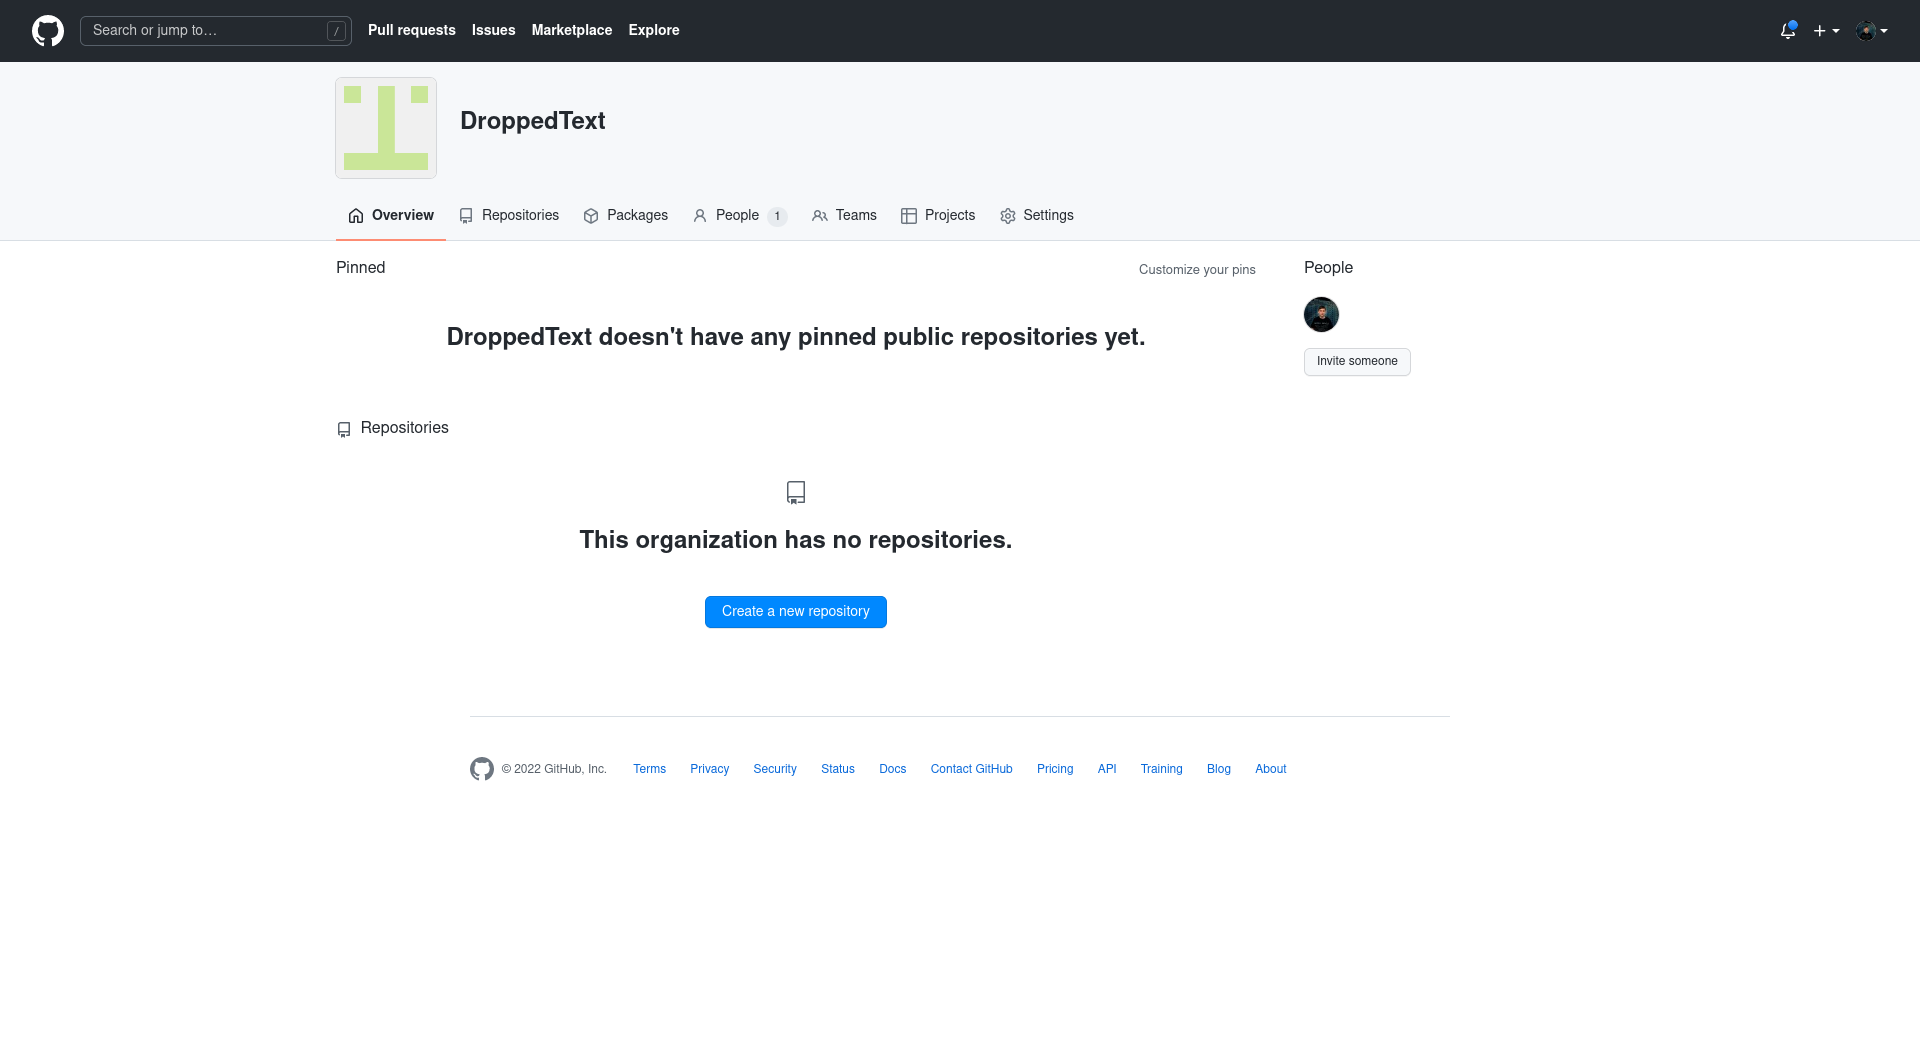 Search or jump to… /
Pull requests Issues Marketplace Explore
DroppedText
Overview Repositories Packages People 1 Teams Projects Settings
Pinned
Customize your pins
DroppedText doesn't have any pinned public repositories yet.
Repositories
This organization has no repositories.
Create a new repository
People
Invite someone
© 2022 GitHub, Inc. Terms Privacy Security Status Docs Contact GitHub Pricing API Training Blog About